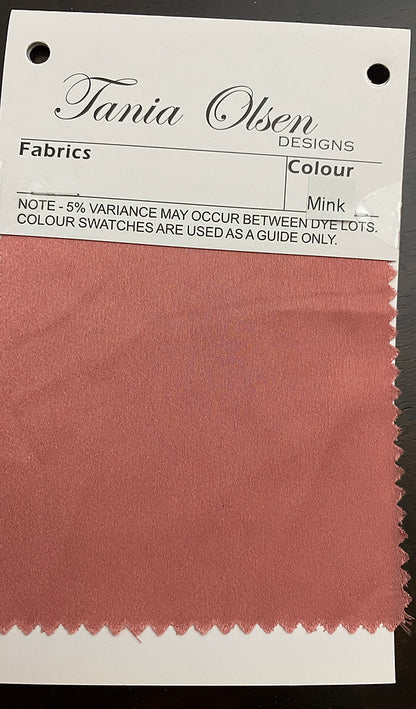 Tania Olsen
DESIGNS
Fabrics
Colour
Mink
NOTE - 5% VARIANCE MAY OCCUR BETWEEN DYE LOTS.
COLOUR SWATCHES ARE USED AS A GUIDE ONLY.